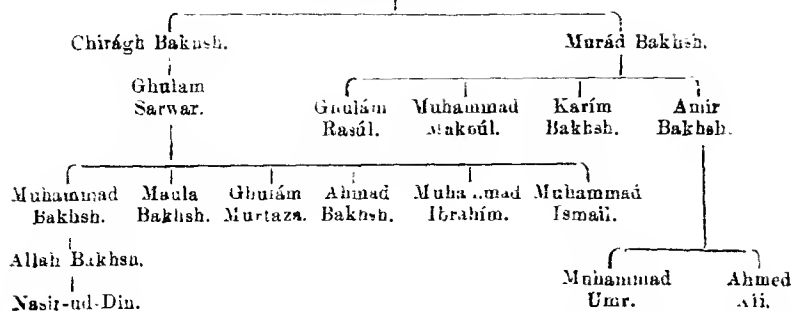 Chirágh Bakhsh. Murád Bakhsh.
Ghulam Ghulám Muhammad Karím Amir
Sarwar. Rasúl. Bakhsh. Bakhsh.
Muhammad Maula Ghulám Ahmad Muhammad Muhammad
Bakhsh. Bakhsh. Murtaza. Bakhsh. Ibrahím. Ismail.
Allah Bakhsh. Muhammad Ahmed
Nasir-ud-Din. Umr. Ali.